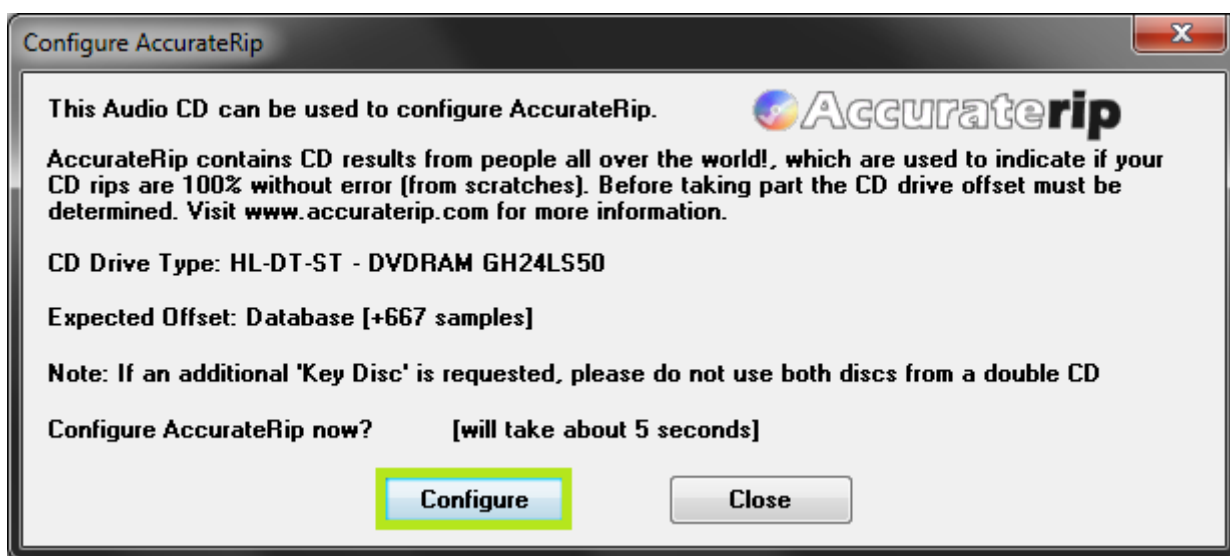 Configure AccurateRip
This Audio CD can be used to configure AccurateRip.
Accuraterip
AccurateRip contains CD results from people all over the world!, which are used to indicate if your
CD rips are 100% without error (from scratches). Before taking part the CD drive offset must be
determined. Visit www.accuraterip.com for more information.
CD Drive Type: HL-DT-ST - DVDRAM GH24LS50
Expected Offset: Database [+667 samples]
Note: If an additional 'Key Disc' is requested, please do not use both discs from a double CD
Configure AccurateRip now? [will take about 5 seconds]
Configure Close